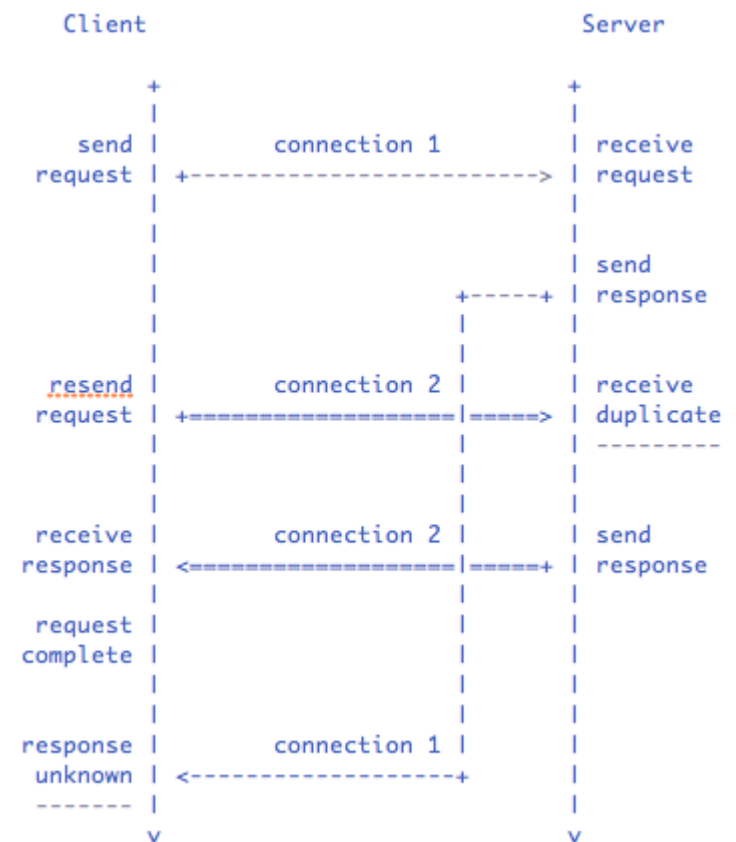 Client Server
+ +
| |
send | connection 1 | receive
request | +-------------------------> | request
| |
| |
| | send
| +-----+ | response
| | |
| | |
resend | connection 2 | | receive
request | +===================|=====> | duplicate
| | | ---------
| | |
| | |
receive | connection 2 | | send
response | <===================|=====+ | response
| | |
request | | |
complete | | |
| | |
| | |
response | connection 1 | |
unknown | <-------------------+ |
------- | |
v v